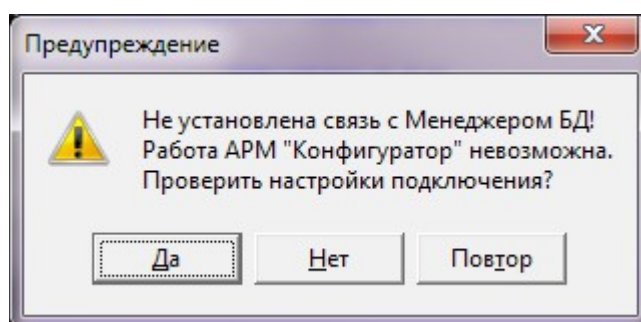 Предупреждение
Не установлена связь с Менеджером БД!
Работа АРМ "Конфигуратор" невозможна.
Проверить настройки подключения?
Да Нет Повтор